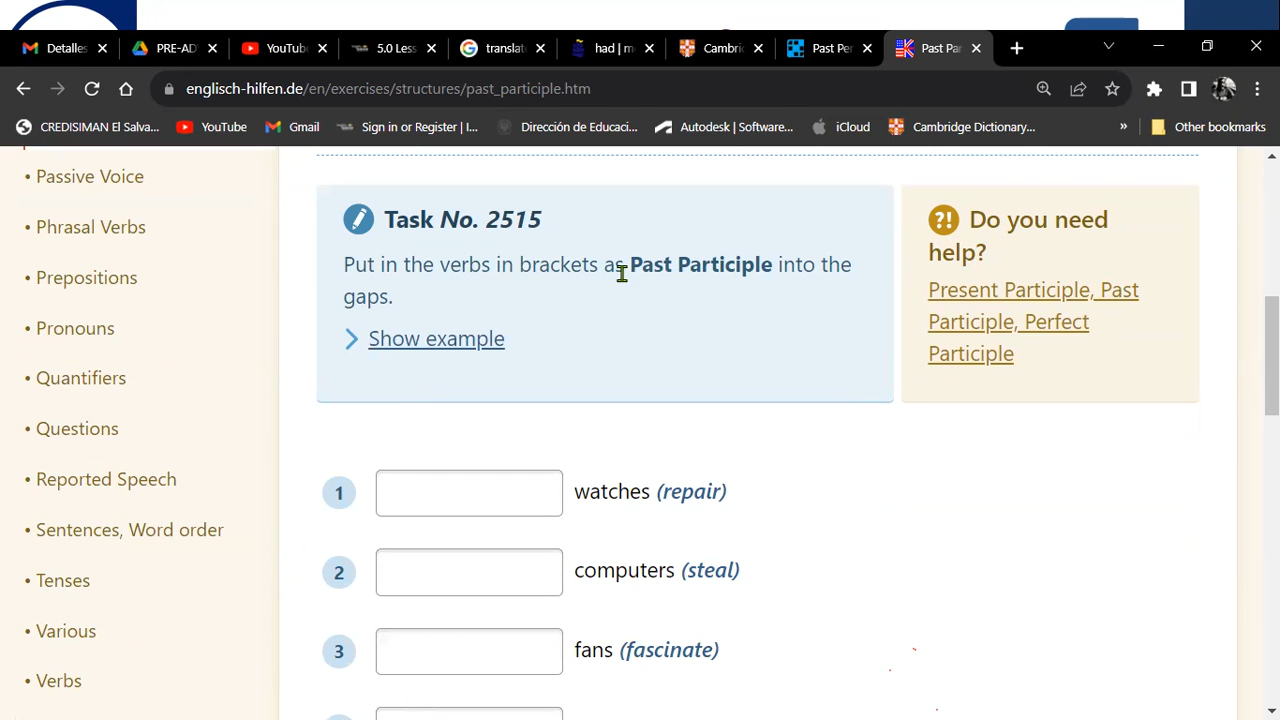 Detalles
PRE-AD
YouTube
5.0 Less
translat
had | m
Cambri
Past Per
Past Par
englisch-hilfen.de/en/exercises/structures/past_participle.htm
CREDISIMAN El Salva...
YouTube
Gmail
Sign in or Register | I...
Dirección de Educaci...
Autodesk | Software...
iCloud
Cambridge Dictionary...
»
Other bookmarks
• Passive Voice
• Phrasal Verbs
• Prepositions
• Pronouns
• Quantifiers
• Questions
• Reported Speech
• Sentences, Word order
• Tenses
• Various
• Verbs
Task No. 2515
Put in the verbs in brackets as Past Participle into the
gaps.
Show example
?! Do you need
help?
Present Participle, Past
Participle, Perfect
Participle
1 watches (repair)
2 computers (steal)
3 fans (fascinate)